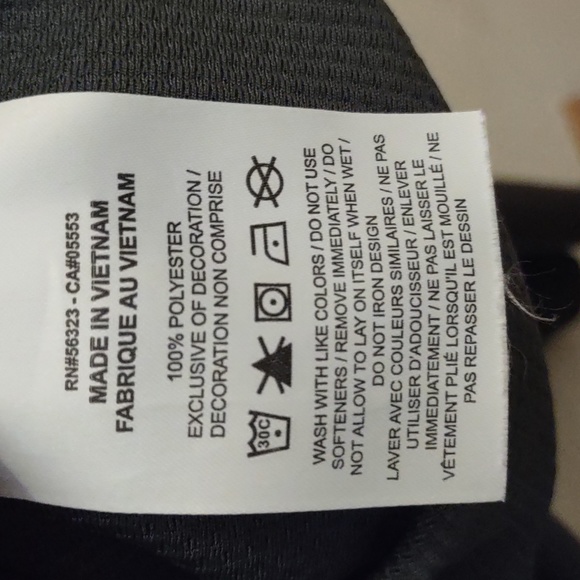 RN#56323 - CA#05553
MADE IN VIETNAM
FABRIQUE AU VIETNAM
100% POLYESTER
EXCLUSIVE OF DECORATION /
DECORATION NON COMPRISE
30C
WASH WITH LIKE COLORS / DO NOT USE
SOFTENERS / REMOVE IMMEDIATELY / DO
NOT ALLOW TO LAY ON ITSELF WHEN WET /
DO NOT IRON DESIGN
LAVER AVEC COULEURS SIMILAIRES / NE PAS
UTILISER D'ADOUCISSEUR / ENLEVER
IMMEDIATEMENT / NE PAS LAISSER LE
VÊTEMENT PLIÉ LORSQU'IL EST MOUILLÉ / NE
PAS REPASSER LE DESSIN